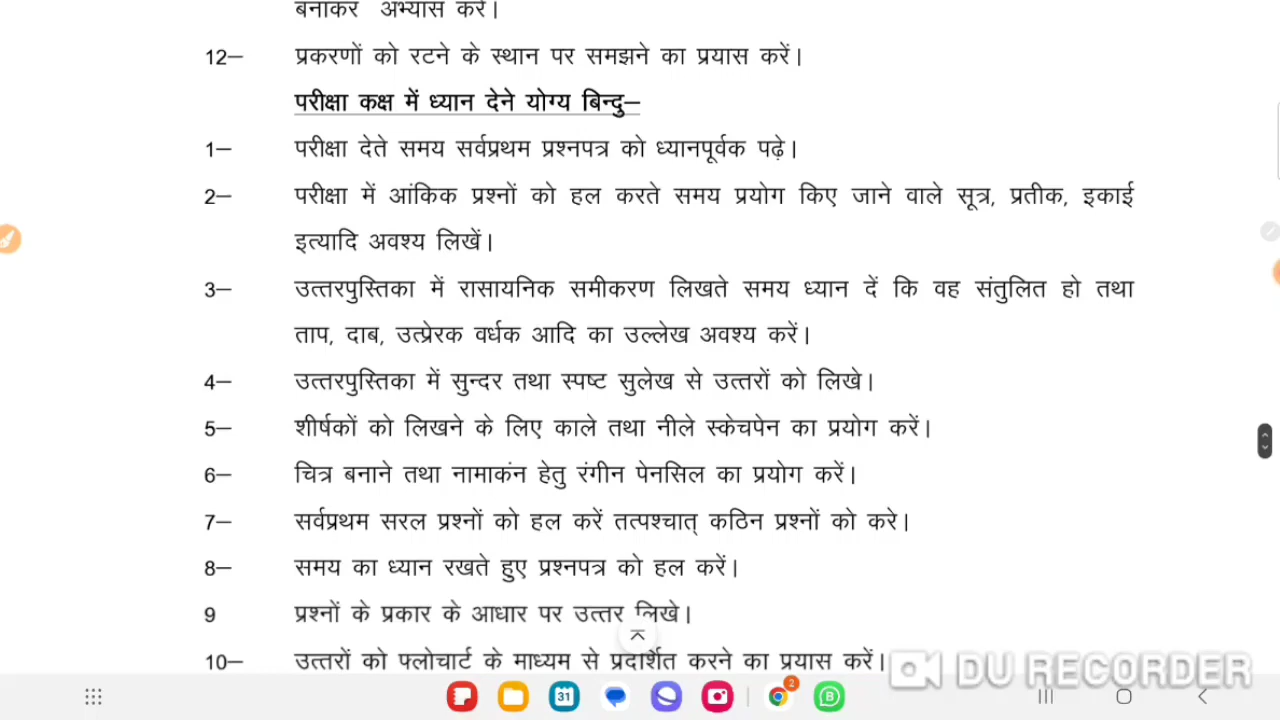 बनाकर अभ्यास करें।
12— प्रकरणों को रटने के स्थान पर समझने का प्रयास करें।
परीक्षा कक्ष में ध्यान देने योग्य बिन्दु—
1— परीक्षा देते समय सर्वप्रथम प्रश्नपत्र को ध्यानपूर्वक पढ़े।
2— परीक्षा में आंकिक प्रश्नों को हल करते समय प्रयोग किए जाने वाले सूत्र, प्रतीक, इकाई
इत्यादि अवश्य लिखें।
3— उत्तरपुस्तिका में रासायनिक समीकरण लिखते समय ध्यान दें कि वह संतुलित हो तथा
ताप, दाब, उत्प्रेरक वर्धक आदि का उल्लेख अवश्य करें।
4— उत्तरपुस्तिका में सुन्दर तथा स्पष्ट सुलेख से उत्तरों को लिखे।
5— शीर्षकों को लिखने के लिए काले तथा नीले स्केचपेन का प्रयोग करें।
6— चित्र बनाने तथा नामाकंन हेतु रंगीन पेनसिल का प्रयोग करें।
7— सर्वप्रथम सरल प्रश्नों को हल करें तत्पश्चात् कठिन प्रश्नों को करे।
8— समय का ध्यान रखते हुए प्रश्नपत्र को हल करें।
9 प्रश्नों के प्रकार के आधार पर उत्तर लिखे।
10— उत्तरों को फ्लोचार्ट के माध्यम से प्रदार्शित करने का प्रयास करें।
DU RECORDER
31
2
B